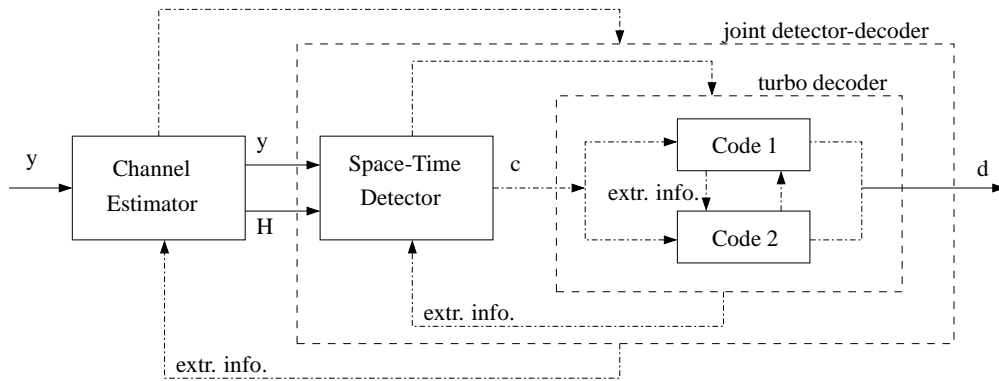 joint detector-decoder
turbo decoder
y
Channel
Estimator
y
H
Space-Time
Detector
c
Code 1
extr. info.
Code 2
d
extr. info.
extr. info.